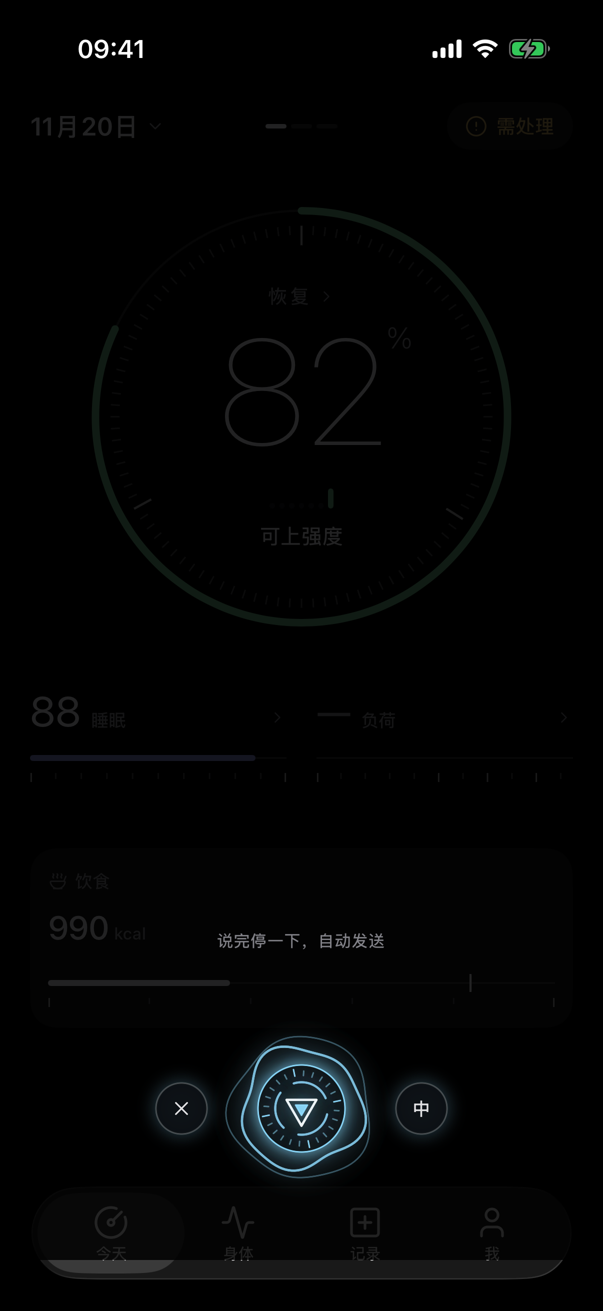 09:41
11月20日
需处理
恢复
82%
可上强度
88 睡眠
— 负荷
饮食
990 kcal
说完停一下，自动发送
中
今天 身体 记录 我